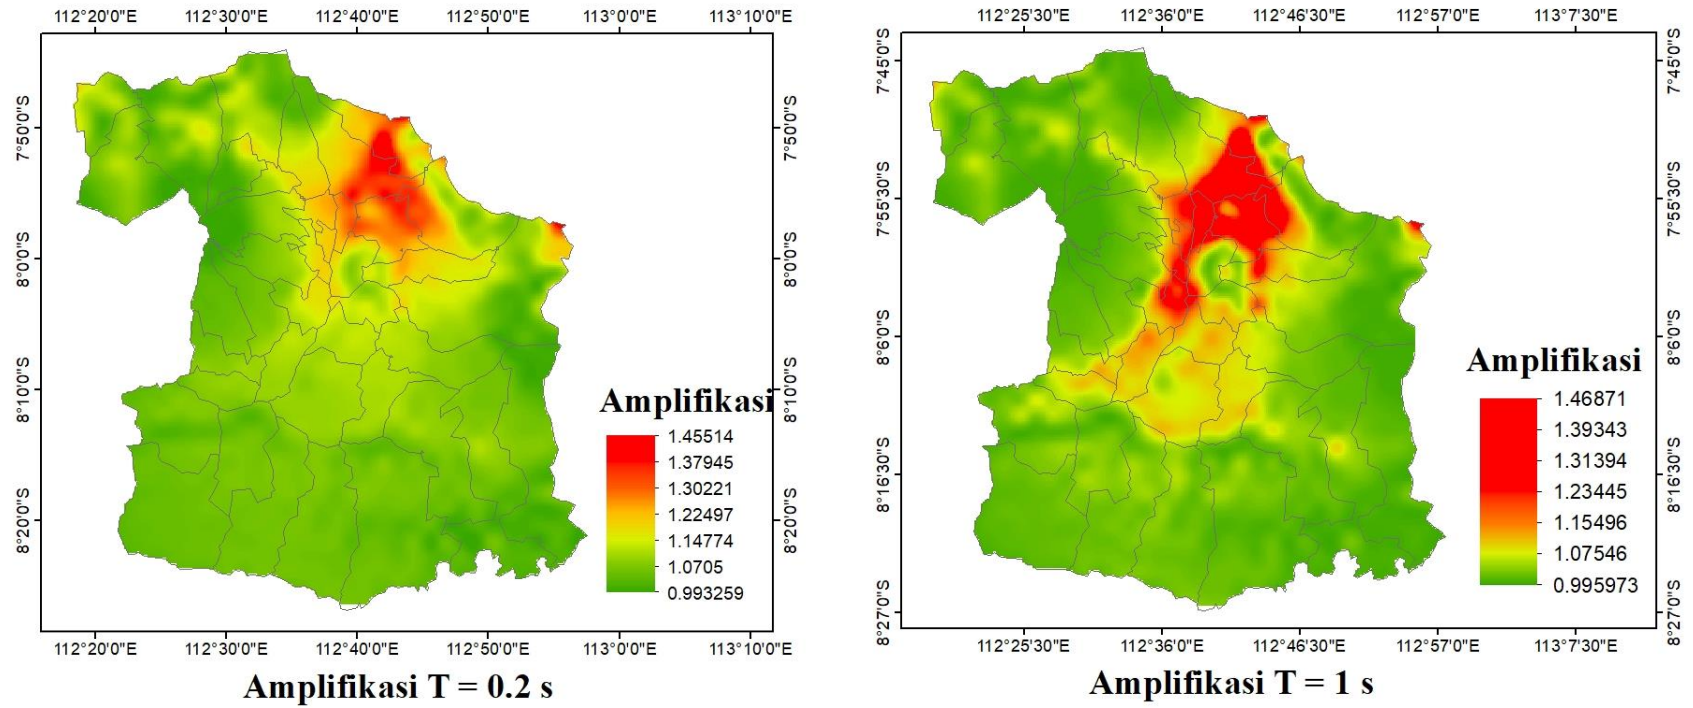 112°20'0"E 112°30'0"E 112°40'0"E 112°50'0"E 113°0'0"E 113°10'0"E
7°50'0"S 7°50'0"S
8°0'0"S 8°0'0"S
8°10'0"S 8°10'0"S
8°20'0"S 8°20'0"S
Amplifikasi
1.45514
1.37945
1.30221
1.22497
1.14774
1.0705
0.993259
112°20'0"E 112°30'0"E 112°40'0"E 112°50'0"E 113°0'0"E 113°10'0"E
Amplifikasi T = 0.2 s
112°25'30"E 112°36'0"E 112°46'30"E 112°57'0"E 113°7'30"E
7°45'0"S 7°45'0"S
7°55'30"S 7°55'30"S
8°6'0"S 8°6'0"S
8°16'30"S 8°16'30"S
8°27'0"S 8°27'0"S
Amplifikasi
1.46871
1.39343
1.31394
1.23445
1.15496
1.07546
0.995973
112°25'30"E 112°36'0"E 112°46'30"E 112°57'0"E 113°7'30"E
Amplifikasi T = 1 s